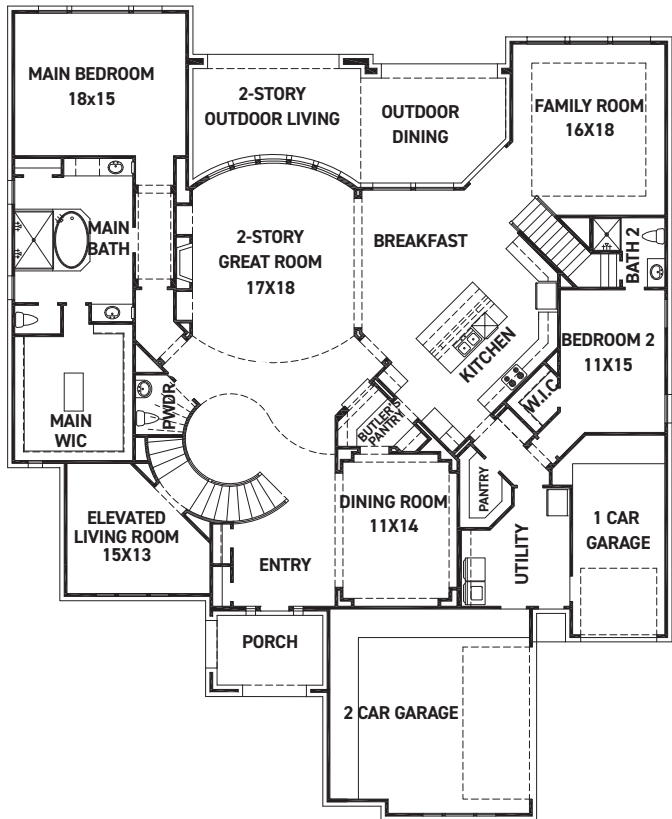 MAIN BEDROOM
18x15
2-STORY
OUTDOOR LIVING
OUTDOOR
DINING
FAMILY ROOM
16X18
MAIN
BATH
2-STORY
GREAT ROOM
17X18
BREAKFAST
BATH 2
KITCHEN
BEDROOM 2
11X15
W.I.C
MAIN
WIC
PWDR
BUTLER'S
PANTRY
PANTRY
DINING ROOM
11X14
ELEVATED
LIVING ROOM
15X13
ENTRY
UTILITY
1 CAR
GARAGE
PORCH
2 CAR GARAGE